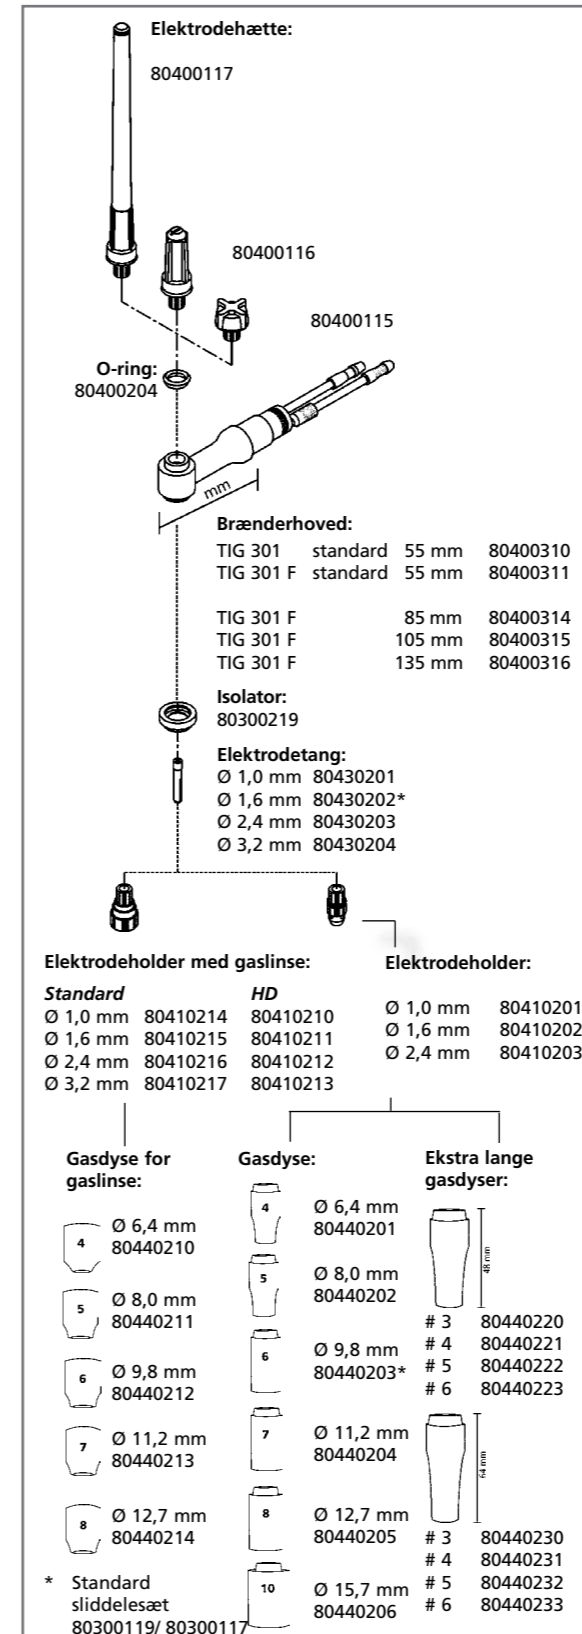 Elektrodehætte:
80400117
80400116
80400115
O-ring:
80400204
mm
Brænderhoved:
TIG 301 standard 55 mm 80400310
TIG 301 F standard 55 mm 80400311
TIG 301 F 85 mm 80400314
TIG 301 F 105 mm 80400315
TIG 301 F 135 mm 80400316
Isolator:
80300219
Elektrodetang:
Ø 1,0 mm 80430201
Ø 1,6 mm 80430202*
Ø 2,4 mm 80430203
Ø 3,2 mm 80430204
Elektrodeholder med gaslinse:
Standard HD
Ø 1,0 mm 80410214 80410210
Ø 1,6 mm 80410215 80410211
Ø 2,4 mm 80410216 80410212
Ø 3,2 mm 80410217 80410213
Elektrodeholder:
Ø 1,0 mm 80410201
Ø 1,6 mm 80410202
Ø 2,4 mm 80410203
Gasdyse for
gaslinse:
4 Ø 6,4 mm
80440210
5 Ø 8,0 mm
80440211
6 Ø 9,8 mm
80440212
7 Ø 11,2 mm
80440213
8 Ø 12,7 mm
80440214
* Standard
sliddelesæt
80300119/ 80300117
Gasdyse:
4 Ø 6,4 mm
80440201
5 Ø 8,0 mm
80440202
6 Ø 9,8 mm
80440203*
7 Ø 11,2 mm
80440204
8 Ø 12,7 mm
80440205
10 Ø 15,7 mm
80440206
Ekstra lange
gasdyser:
48 mm
# 3 80440220
# 4 80440221
# 5 80440222
# 6 80440223
64 mm
# 3 80440230
# 4 80440231
# 5 80440232
# 6 80440233